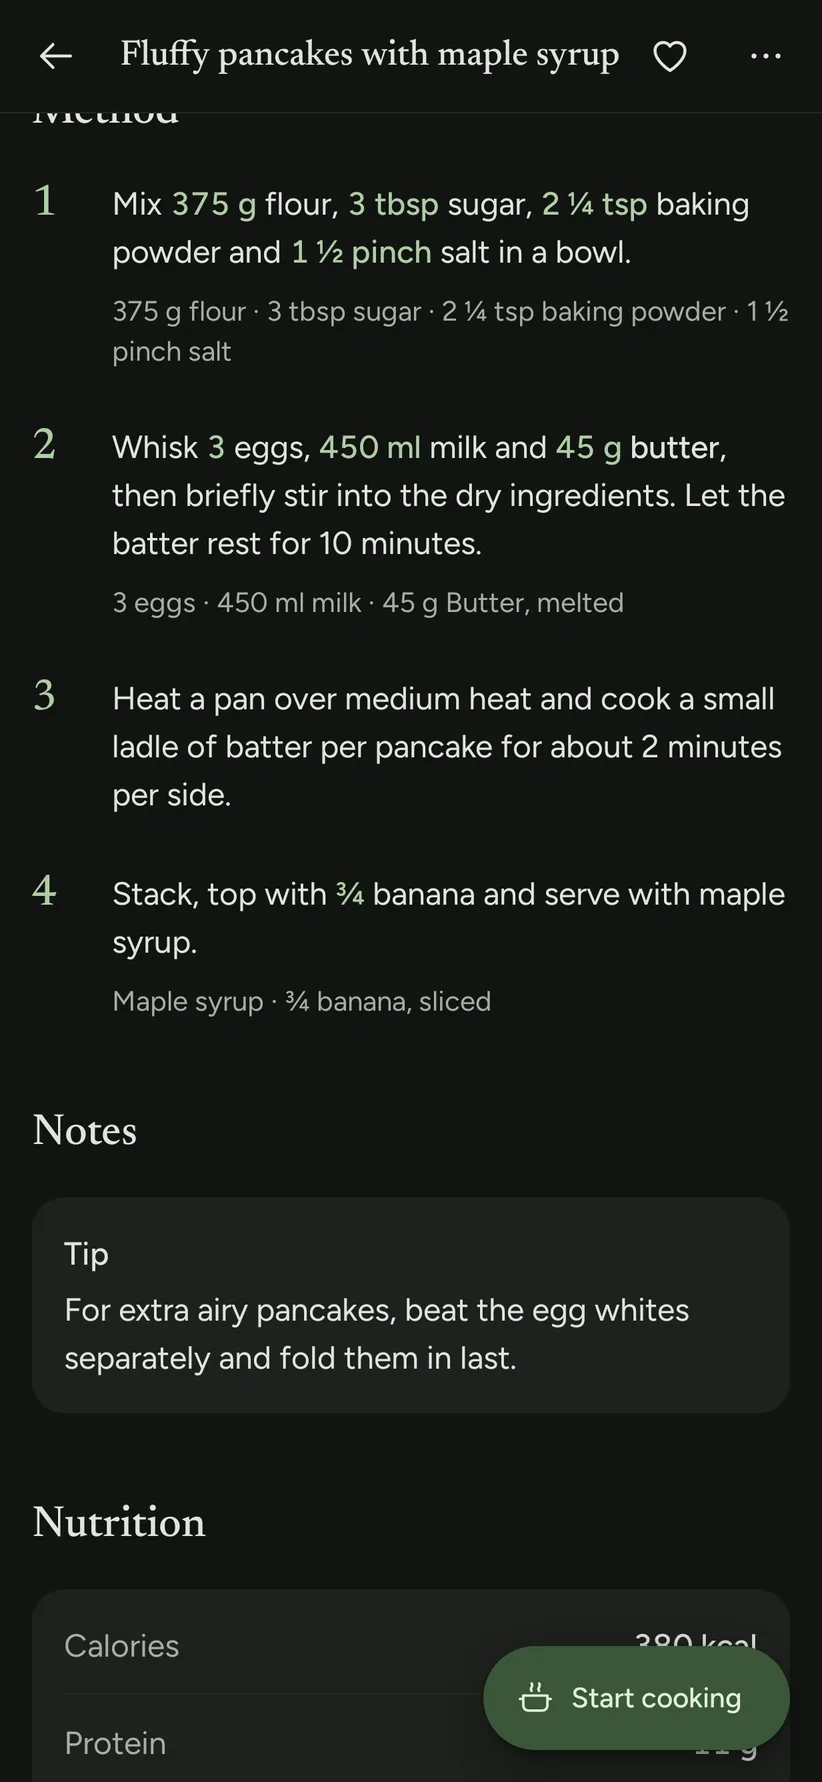 Fluffy pancakes with maple syrup
Method
1
Mix 375 g flour, 3 tbsp sugar, 2 ¼ tsp baking
powder and 1 ½ pinch salt in a bowl.
375 g flour · 3 tbsp sugar · 2 ¼ tsp baking powder · 1 ½
pinch salt
2
Whisk 3 eggs, 450 ml milk and 45 g butter,
then briefly stir into the dry ingredients. Let the
batter rest for 10 minutes.
3 eggs · 450 ml milk · 45 g Butter, melted
3
Heat a pan over medium heat and cook a small
ladle of batter per pancake for about 2 minutes
per side.
4
Stack, top with ¾ banana and serve with maple
syrup.
Maple syrup · ¾ banana, sliced
Notes
Tip
For extra airy pancakes, beat the egg whites
separately and fold them in last.
Nutrition
Calories 380 kcal
Start cooking
Protein 11 g